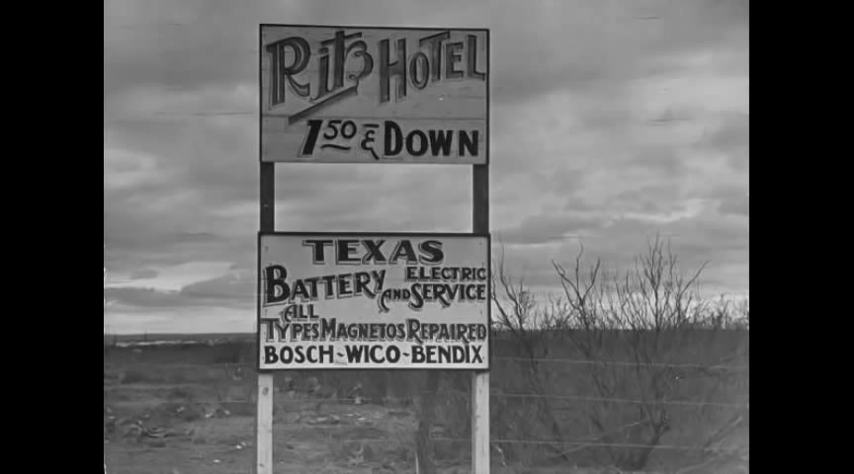 Ritz HOTEL
1 50 & DOWN
TEXAS
BATTERY AND ELECTRIC SERVICE
ALL
TYPES MAGNETOS REPAIRED
BOSCH-WICO-BENDIX